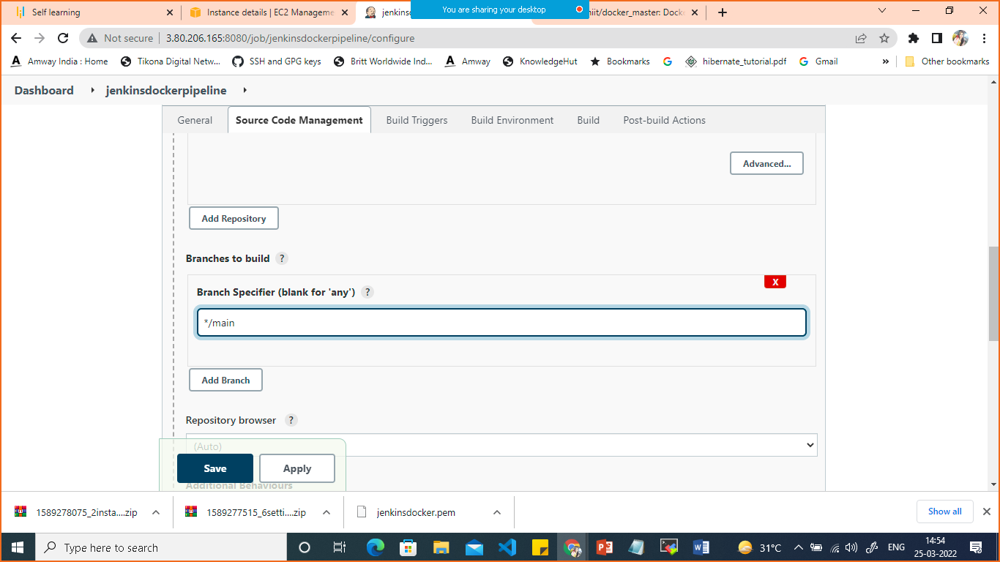 Self learning
Instance details | EC2 Manageme
jenkins
You are sharing your desktop
niit/docker_master: Docke
Not secure
3.80.206.165:8080/job/jenkinsdockerpipeline/configure
Amway India : Home
Tikona Digital Netw...
SSH and GPG keys
Britt Worldwide Ind...
Amway
KnowledgeHut
Bookmarks
hibernate_tutorial.pdf
Gmail
»
Other bookmarks
Dashboard
jenkinsdockerpipeline
General
Source Code Management
Build Triggers
Build Environment
Build
Post-build Actions
Advanced...
Add Repository
Branches to build ?
X
Branch Specifier (blank for 'any') ?
*/main
Add Branch
Repository browser ?
(Auto)
Save
Apply
Additional Behaviours
1589278075_2insta....zip
1589277515_6setti....zip
jenkinsdocker.pem
Show all
Type here to search
31°C
ENG
14:54
25-03-2022